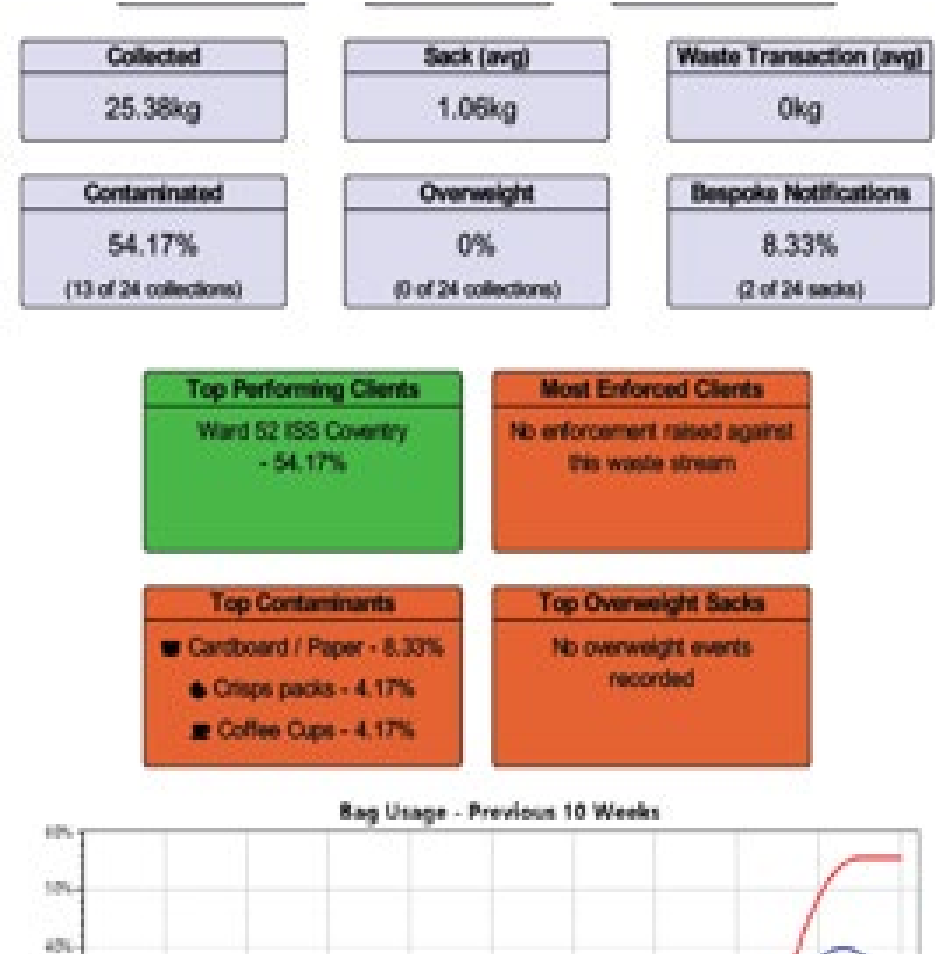 Collected
25.38kg
Sack (avg)
1.06kg
Waste Transaction (avg)
0kg
Contaminated
54.17%
(13 of 24 collections)
Overweight
0%
(0 of 24 collections)
Bespoke Notifications
8.33%
(2 of 24 sacks)
Top Performing Clients
Ward 52 ISS Coventry
- 54.17%
Most Enforced Clients
No enforcement raised against
this waste stream
Top Contaminants
Cardboard / Paper - 8.33%
Crisps packs - 4.17%
Coffee Cups - 4.17%
Top Overweight Sacks
No overweight events
recorded
Bag Usage - Previous 10 Weeks
60%
50%
40%